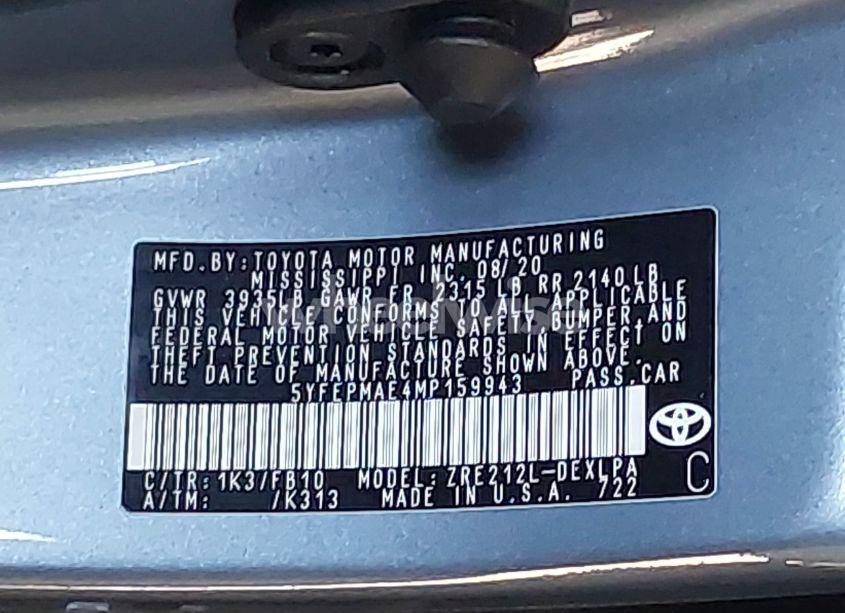 MFD. BY: TOYOTA MOTOR MANUFACTURING
MISSISSIPPI INC. 08/20
GVWR 3935LB GAWR FR 2315 LB RR 2140 LB
THIS VEHICLE CONFORMS TO ALL APPLICABLE
FEDERAL MOTOR VEHICLE SAFETY, BUMPER, AND
THEFT PREVENTION STANDARDS IN EFFECT ON
THE DATE OF MANUFACTURE SHOWN ABOVE.
5YFEPMAE4MP159943 PASS. CAR
C/TR: 1K3/FB10 MODEL: ZRE212L-DEXLPA C
A/TM: /K313 MADE IN U.S.A. 722